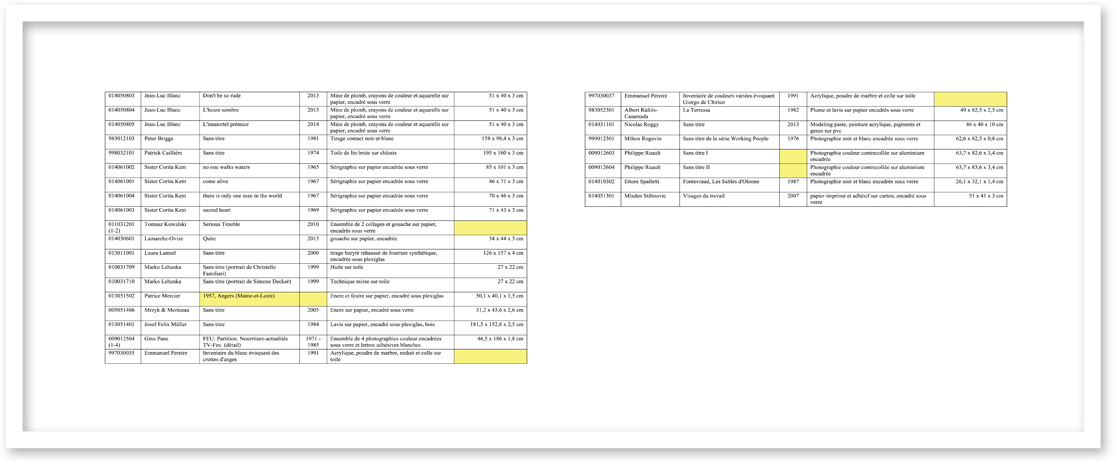 014050803 Jean-Luc Blanc Don't be so rude 2013 Mine de plomb, crayons de couleur et aquarelle sur 51 x 40 x 3 cm
papier, encadré sous verre
014050804 Jean-Luc Blanc L'heure sombre 2013 Mine de plomb, crayons de couleur et aquarelle sur 51 x 40 x 3 cm
papier, encadré sous verre
014050805 Jean-Luc Blanc L'immortel prénice 2014 Mine de plomb, crayons de couleur et aquarelle sur 51 x 40 x 3 cm
papier, encadré sous verre
983012103 Peter Briggs Sans titre 1981 Tirage contact noir et blanc 158 x 98,4 x 3 cm
998032101 Patrick Caillière Sans titre 1974 Toile de lin brute sur châssis 195 x 160 x 3 cm
014061002 Sister Corita Kent no one walks waters 1965 Sérigraphie sur papier encadrée sous verre 85 x 101 x 3 cm
014061001 Sister Corita Kent come alive 1967 Sérigraphie sur papier encadrée sous verre 46 x 71 x 3 cm
014061004 Sister Corita Kent there is only one man in the world 1967 Sérigraphie sur papier encadrée sous verre 70 x 46 x 3 cm
014061003 Sister Corita Kent sacred heart 1969 Sérigraphie sur papier encadrée sous verre 71 x 43 x 3 cm
011031201 Tomasz Kowalski Serious Trouble 2010 Ensemble de 2 collages et gouache sur papier,
(1-2) encadrés sous verre
014030601 Lamarche-Ovize Quite 2013 gouache sur papier, encadrée 34 x 44 x 3 cm
013011001 Laura Lamiel Sans titre 2000 tirage baryté rehaussé de fourrure synthétique, 126 x 157 x 4 cm
encadrée sous plexiglas
010031709 Marko Lehanka Sans titre (portrait de Christelle 1999 Huile sur toile 27 x 22 cm
Familiari)
010031710 Marko Lehanka Sans titre (portrait de Simone Decker) 1999 Technique mixte sur toile 27 x 22 cm
013051502 Patrice Mercier 1957, Angers (Maine-et-Loire) Encre et feutre sur papier, encadré sous plexiglas 50,1 x 40,1 x 1,5 cm
005051406 Mrzyk & Moriceau Sans titre 2005 Encre sur papier, encadré sous verre 31,2 x 43,6 x 2,6 cm
013051401 Josef Felix Müller Sans titre 1984 Lavis sur papier, encadré sous plexiglas, bois 181,5 x 152,8 x 2,5 cm
009012504 Gina Pane FEU: Partition. Nourriture-actualités 1971 - Ensemble de 4 photographies couleur encadrées 46,5 x 186 x 1,8 cm
(1-4) TV-Feu (détail) 1985 sous verre et lettres adhésives blanches
997030035 Emmanuel Pereire Inventaire du blanc évoquant des 1991 Acrylique, poudre de marbre, enduit et colle sur
crottes d'anges toile
997030037 Emmanuel Pereire Inventaire de couleurs variées évoquant 1991 Acrylique, poudre de marbre et colle sur toile
Giorgo de Chirico
983052301 Albert Ràfols- La Terrassa 1982 Plume et lavis sur papier encadrés sous verre 49 x 62,5 x 2,5 cm
Casamada
014031101 Nicolas Roggy Sans titre 2013 Modeling paste, peinture acrylique, pigments et 46 x 40 x 10 cm
gesso sur pvc
999012301 Milton Rogovin Sans titre de la série Working People 1976 Photographie noir et blanc encadrée sous verre 62,6 x 82,5 x 0,8 cm
009012603 Philippe Ruault Sans titre I Photographie couleur contrecollée sur aluminium 63,7 x 82,6 x 3,4 cm
encadrée
009012604 Philippe Ruault Sans titre II Photographie couleur contrecollée sur aluminium 63,7 x 83,6 x 3,4 cm
encadrée
014010302 Ettore Spalletti Fontevraud, Les Sables d'Olonne 1987 Photographie noir et blanc encadrée sous verre 26,1 x 32,1 x 1,4 cm
014051301 Mladen Stilinovic Visages du travail 2007 papier imprimé et adhésif sur carton, encadré sous 51 x 41 x 3 cm
verre